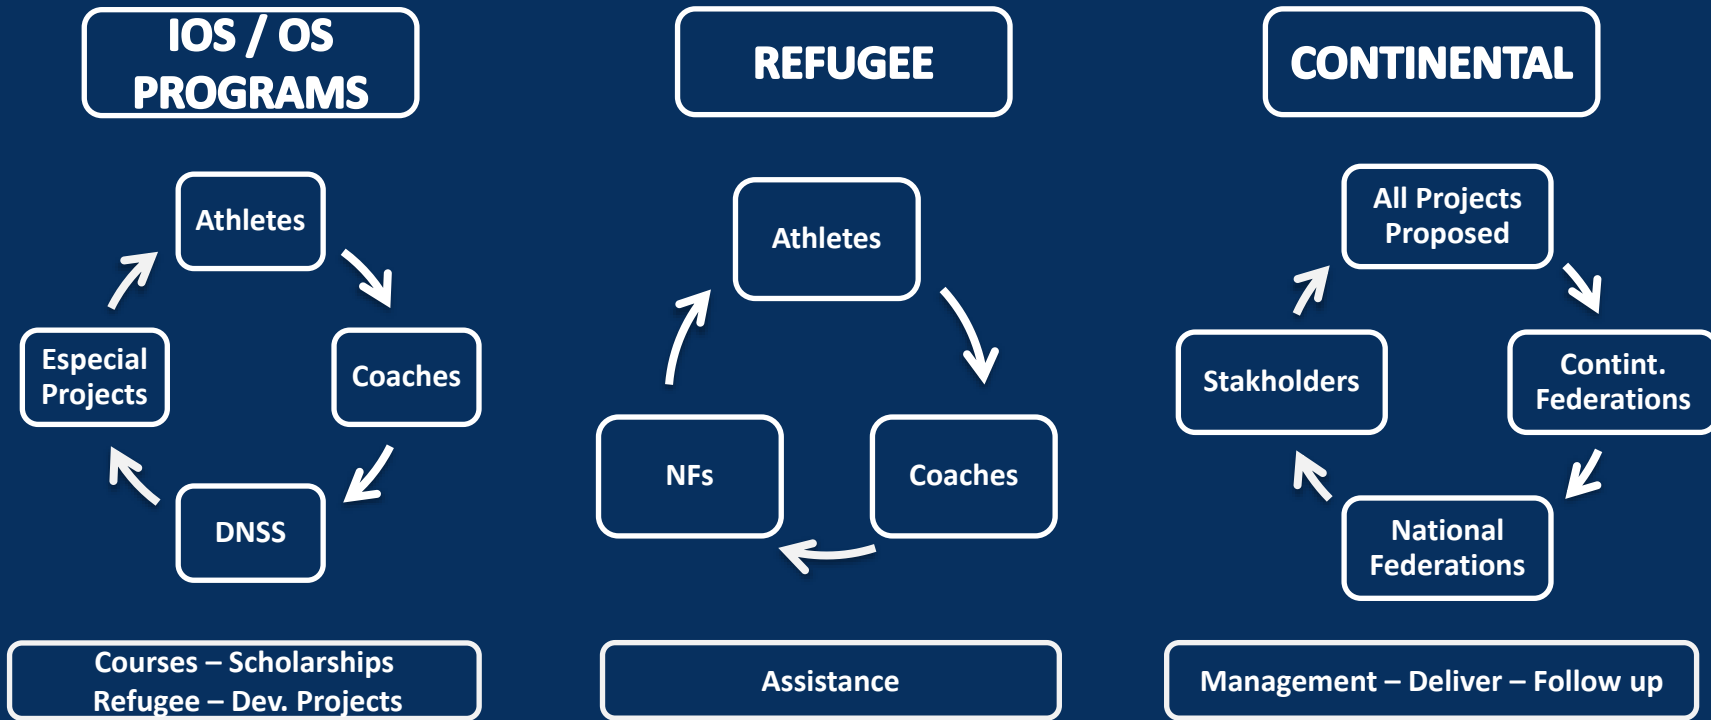 IOS / OS
PROGRAMS
Athletes
Coaches
DNSS
Especial
Projects
Courses – Scholarships
Refugee – Dev. Projects
REFUGEE
Athletes
Coaches
NFs
Assistance
CONTINENTAL
All Projects
Proposed
Contint.
Federations
National
Federations
Stakholders
Management – Deliver – Follow up